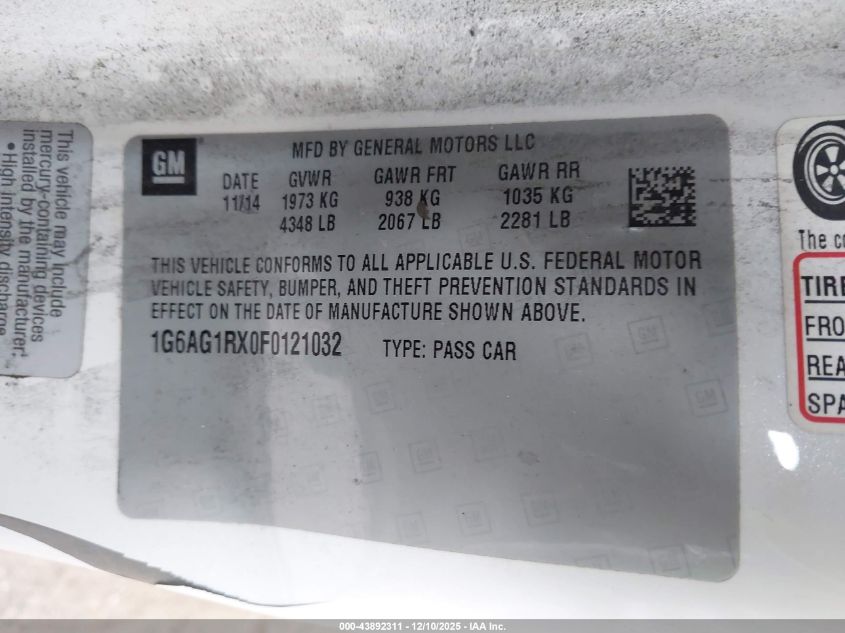 This vehicle may include
mercury-containing devices
installed by the manufacturer:
• High Intensity discharge
GM
MFD BY GENERAL MOTORS LLC
DATE GVWR GAWR FRT GAWR RR
11/14 1973 KG 938 KG 1035 KG
4348 LB 2067 LB 2281 LB
THIS VEHICLE CONFORMS TO ALL APPLICABLE U.S. FEDERAL MOTOR
VEHICLE SAFETY, BUMPER, AND THEFT PREVENTION STANDARDS IN
EFFECT ON THE DATE OF MANUFACTURE SHOWN ABOVE.
1G6AG1RX0F0121032 TYPE: PASS CAR
The co
TIRE
FRO
REA
SPA
000-43892311 - 12/10/2025 - IAA Inc.